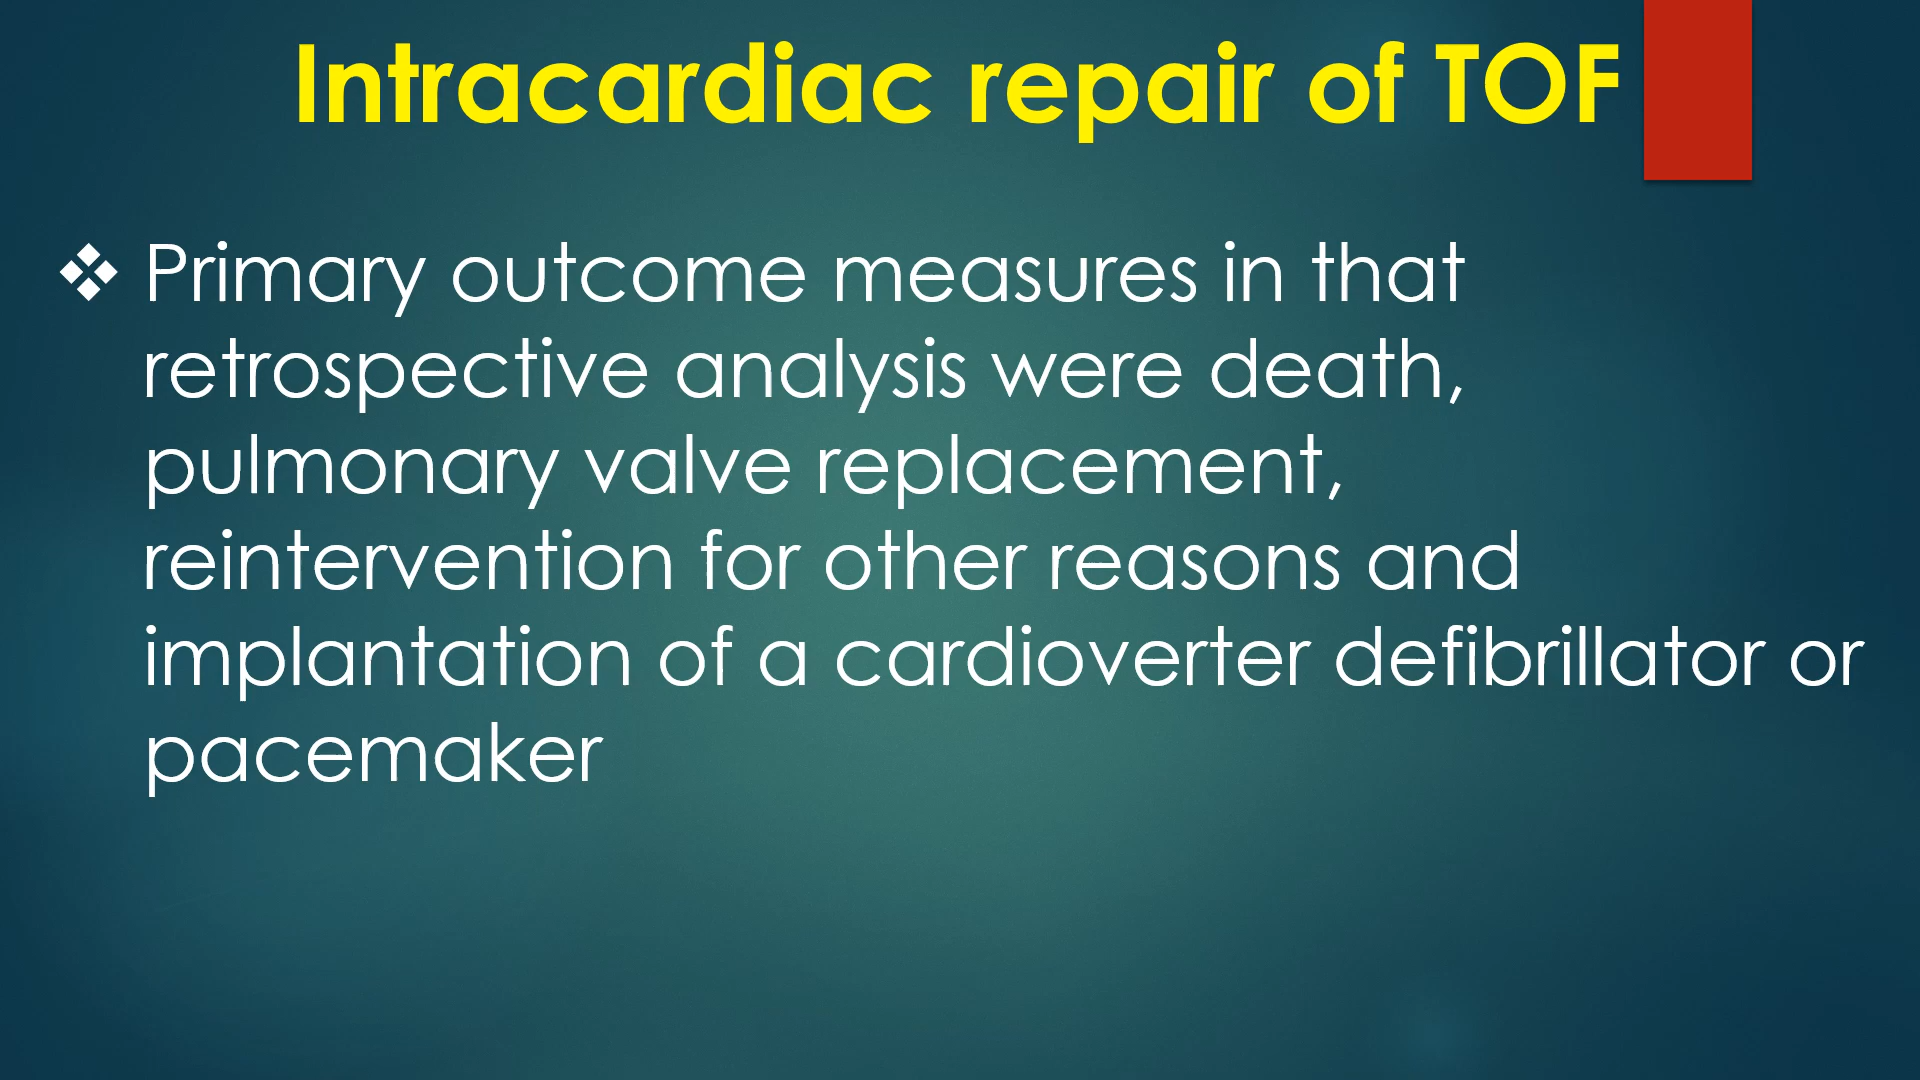 Intracardiac repair of TOF
❖ Primary outcome measures in that
retrospective analysis were death,
pulmonary valve replacement,
reintervention for other reasons and
implantation of a cardioverter defibrillator or
pacemaker